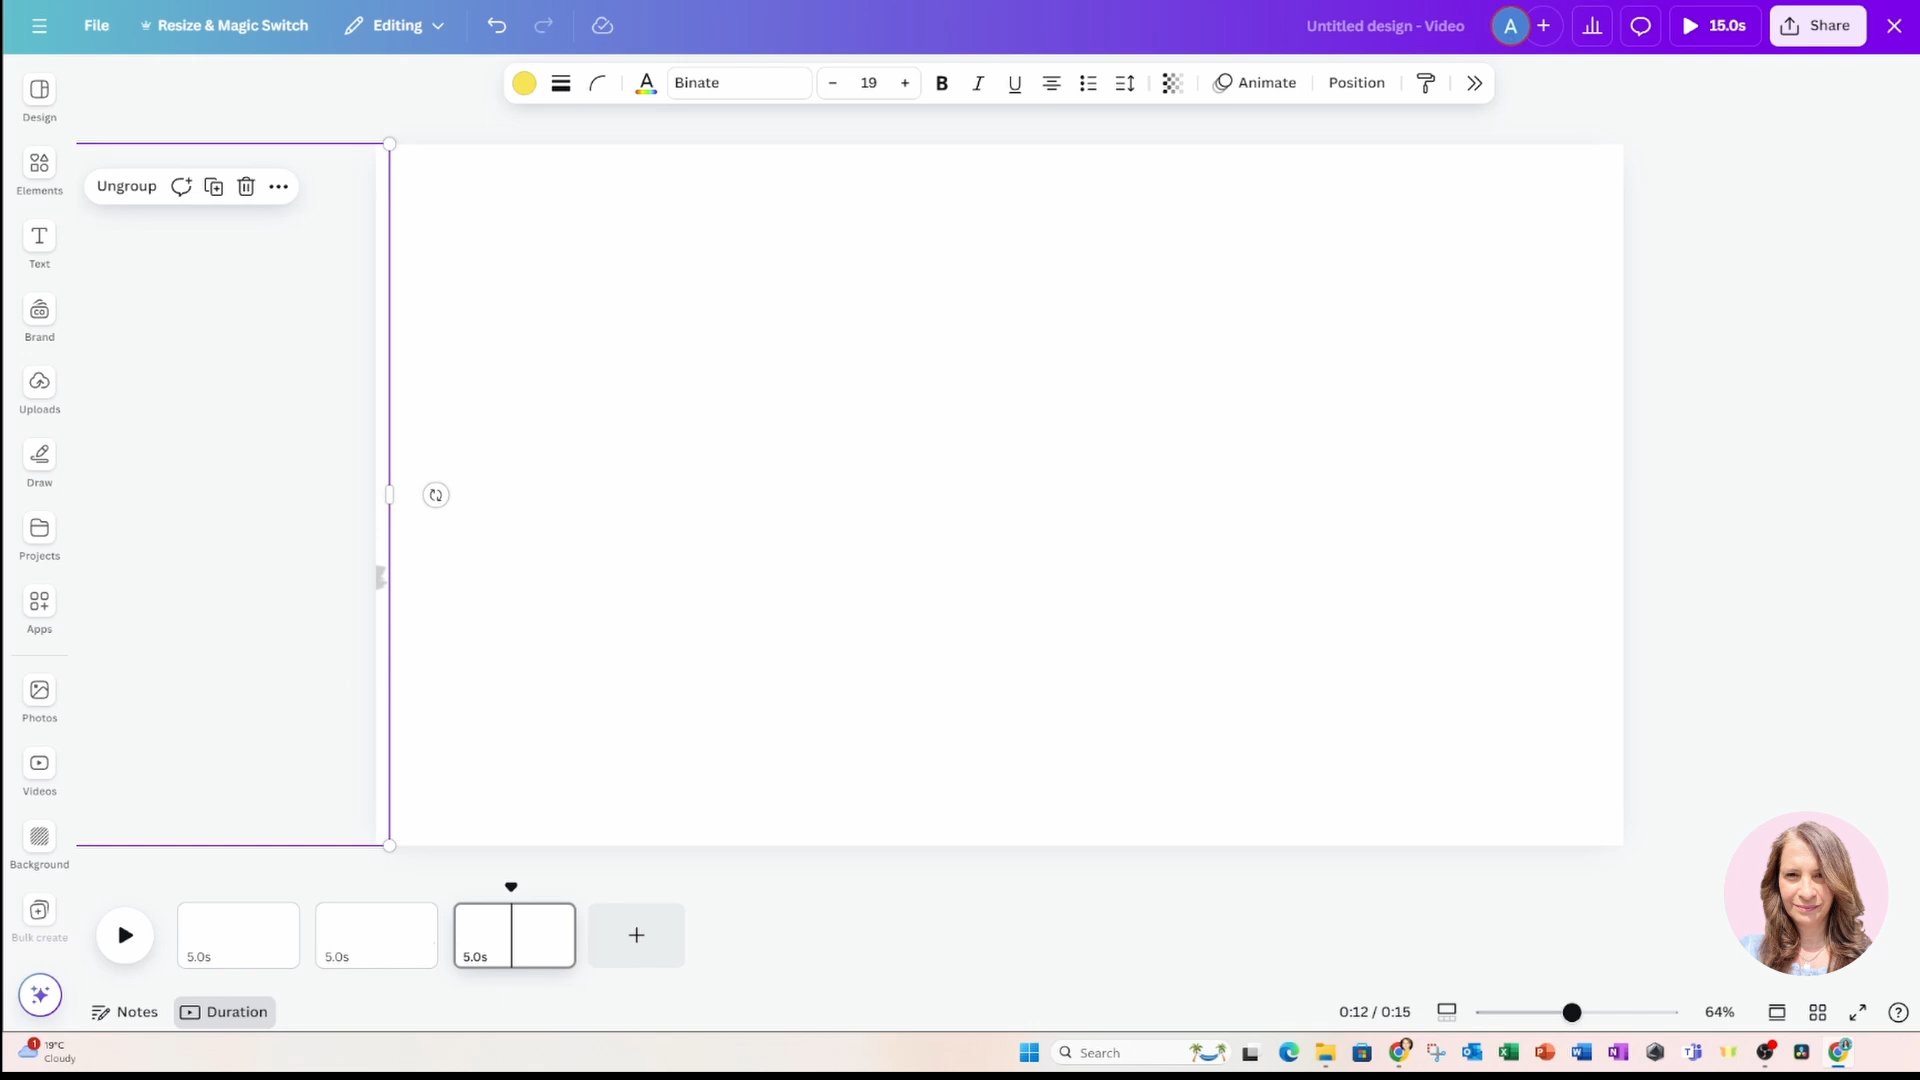 File
Resize & Magic Switch
Editing
Untitled design - Video
A
15.0s
Share
A
Binate
19
B
I
U
Animate
Position
Design
Elements
Text
Brand
Uploads
Draw
Projects
Apps
Photos
Videos
Background
Bulk create
Ungroup
5.0s
5.0s
5.0s
Notes
Duration
0:12 / 0:15
64%
1
19°C
Cloudy
Search